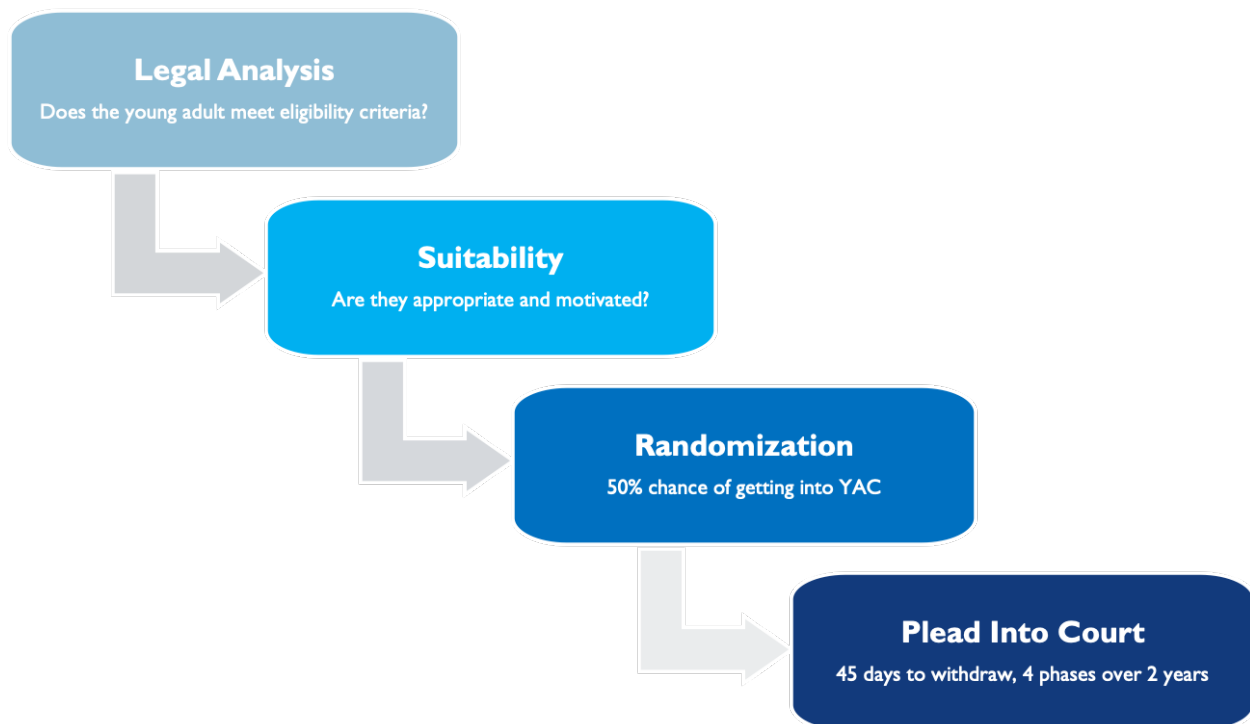 Legal Analysis
Does the young adult meet eligibility criteria?
Suitability
Are they appropriate and motivated?
Randomization
50% chance of getting into YAC
Plead Into Court
45 days to withdraw, 4 phases over 2 years